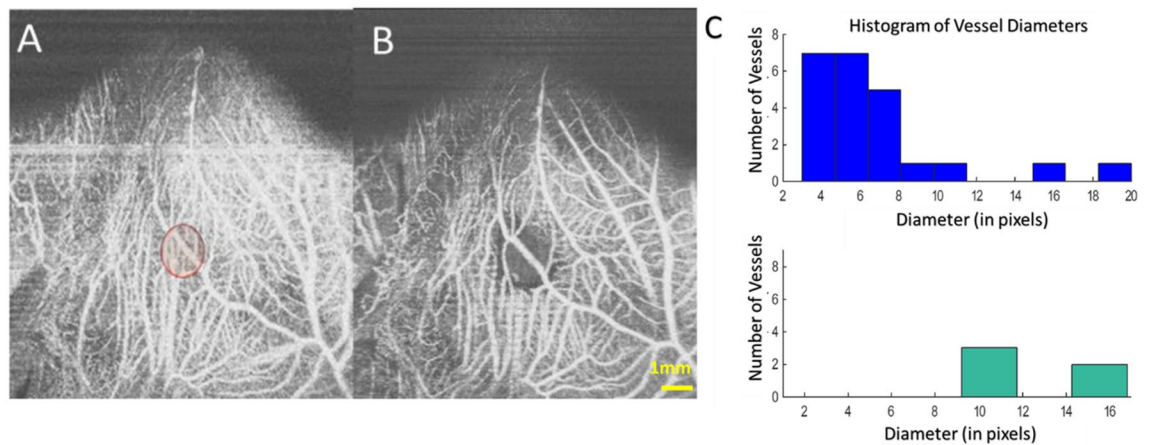 A
B
1mm
C
Histogram of Vessel Diameters
Number of Vessels
8
6
4
2
0
2 4 6 8 10 12 14 16 18 20
Diameter (in pixels)
Number of Vessels
8
6
4
2
0
2 4 6 8 10 12 14 16
Diameter (in pixels)